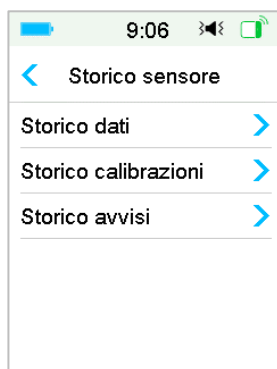 9:06
Storico sensore
Storico dati
Storico calibrazioni
Storico avvisi